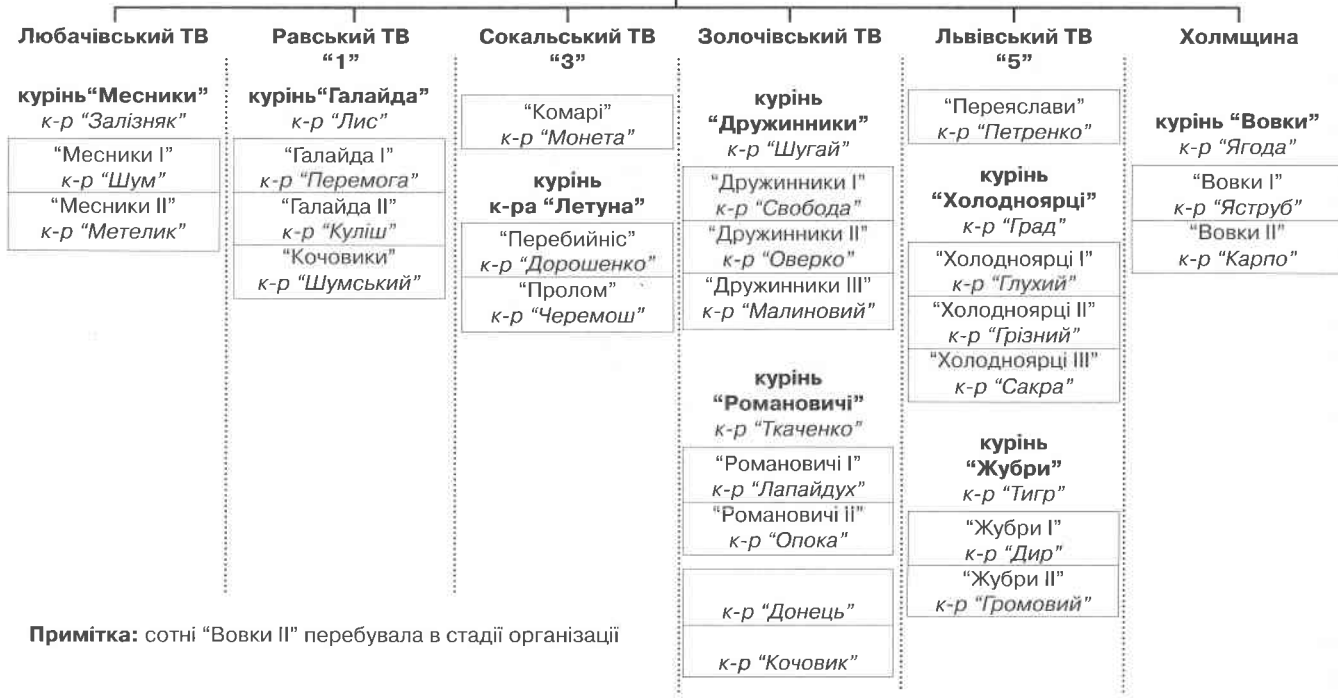 Любачівський ТВ
курінь“Месники”
к-р “Залізняк”
“Месники I”
к-р “Шум”
“Месники II”
к-р “Метелик”
Равський ТВ
“1”
курінь“Галайда”
к-р “Лис”
“Галайда I”
к-р “Перемога”
“Галайда II”
к-р “Куліш”
“Кочовики”
к-р “Шумський”
Сокальський ТВ
“3”
“Комарі”
к-р “Монета”
курінь
к-ра “Летуна”
“Перебийніс”
к-р “Дорошенко”
“Пролом”
к-р “Черемош”
Золочівський ТВ
курінь
“Дружинники”
к-р “Шугай”
“Дружинники I”
к-р “Свобода”
“Дружинники II”
к-р “Оверко”
“Дружинники III”
к-р “Малиновий”
курінь
“Романовичі”
к-р “Ткаченко”
“Романовичі I”
к-р “Лапайдух”
“Романовичі II”
к-р “Опока”
к-р “Донець”
к-р “Кочовик”
Львівський ТВ
“5”
“Переяслави”
к-р “Петренко”
курінь
“Холодноярці”
к-р “Град”
“Холодноярці I”
к-р “Глухий”
“Холодноярці II”
к-р “Грізний”
“Холодноярці III”
к-р “Сакра”
курінь
“Жубри”
к-р “Тигр”
“Жубри I”
к-р “Дир”
“Жубри II”
к-р “Громовий”
Холмщина
курінь “Вовки”
к-р “Ягода”
“Вовки I”
к-р “Яструб”
“Вовки II”
к-р “Карпо”
Примітка: сотні “Вовки II” перебувала в стадії організації